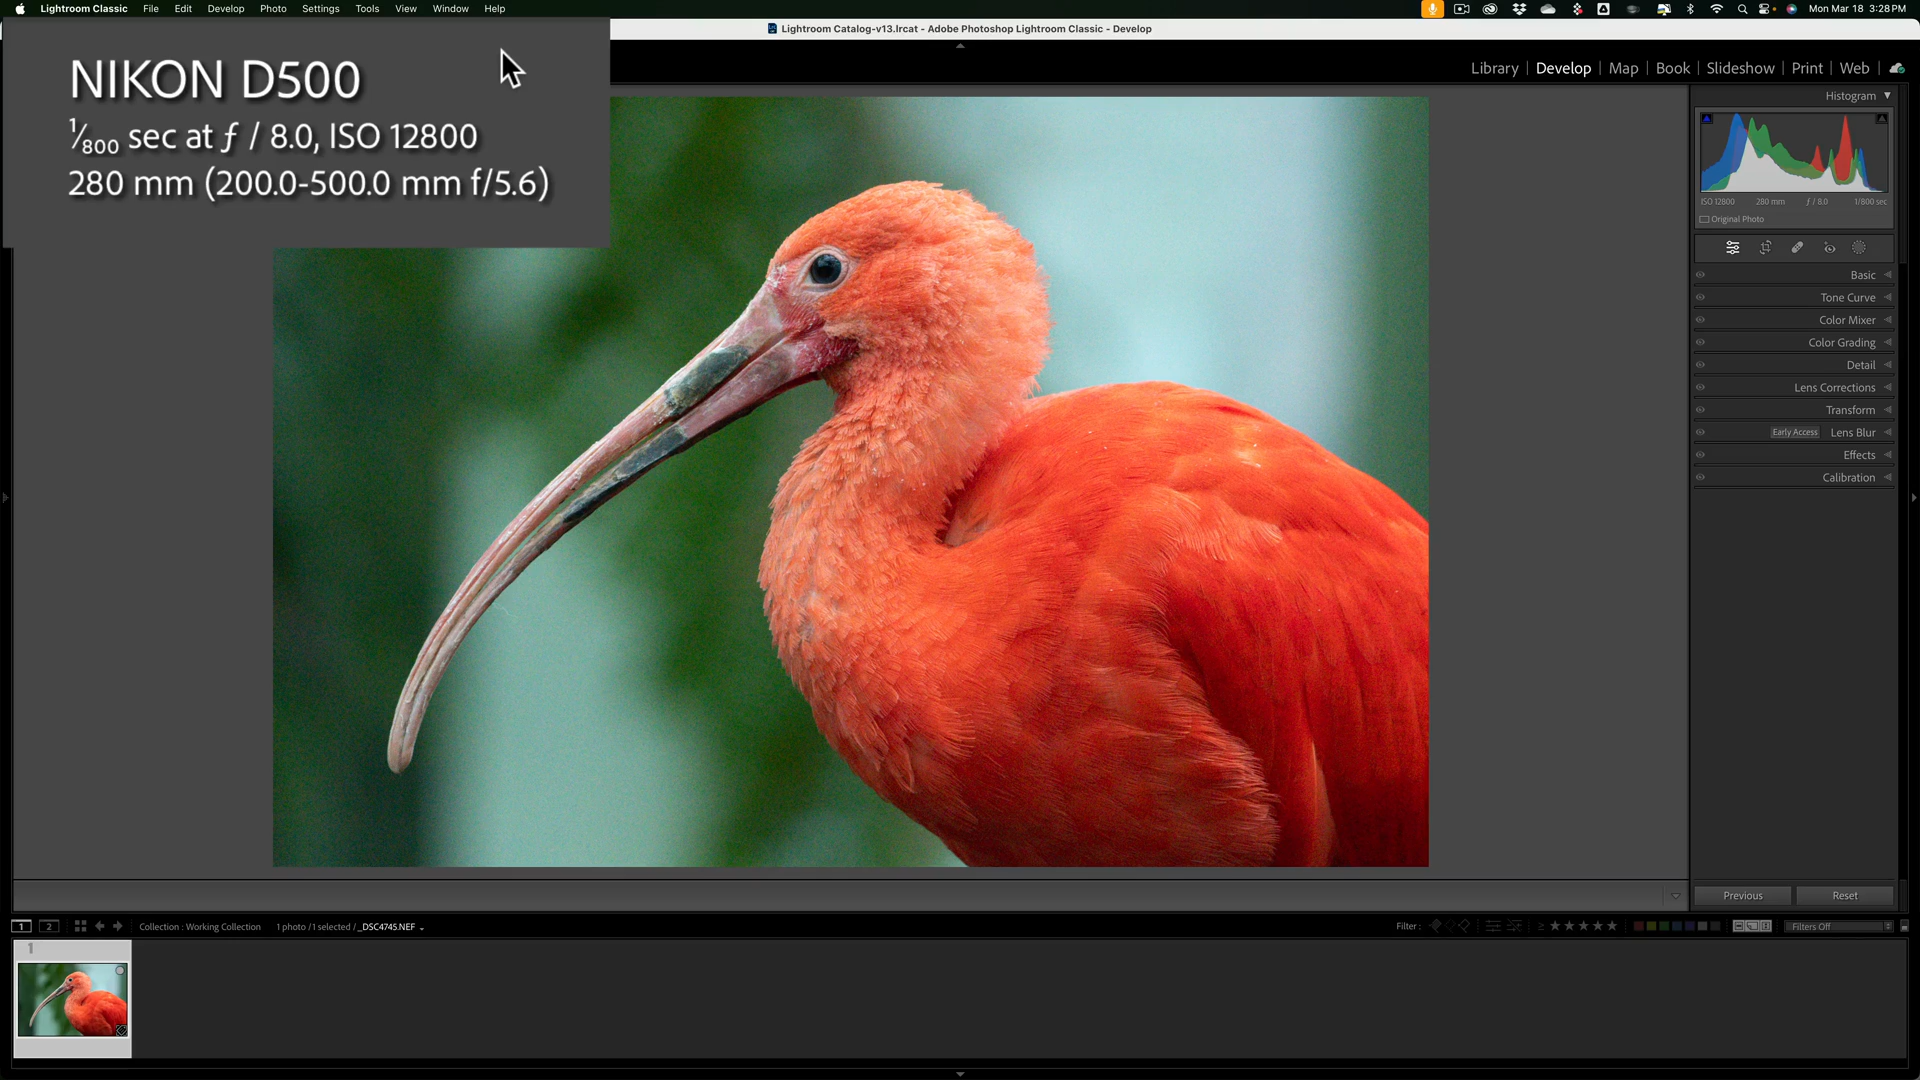 Lightroom Classic File Edit Develop Photo Settings Tools View Window Help Mon Mar 18 3:28 PM
Lightroom Catalog-v13.lrcat - Adobe Photoshop Lightroom Classic - Develop
NIKON D500
1/800 sec at ƒ / 8.0, ISO 12800
280 mm (200.0-500.0 mm f/5.6)
Library | Develop | Map | Book | Slideshow | Print | Web
Histogram
ISO 12800 280 mm ƒ / 8.0 1/800 sec
Original Photo
Basic
Tone Curve
Color Mixer
Color Grading
Detail
Lens Corrections
Transform
Early Access Lens Blur
Effects
Calibration
Previous Reset
1 2 Collection : Working Collection 1 photo /1 selected /_DSC4745.NEF Filter : Filters Off
1